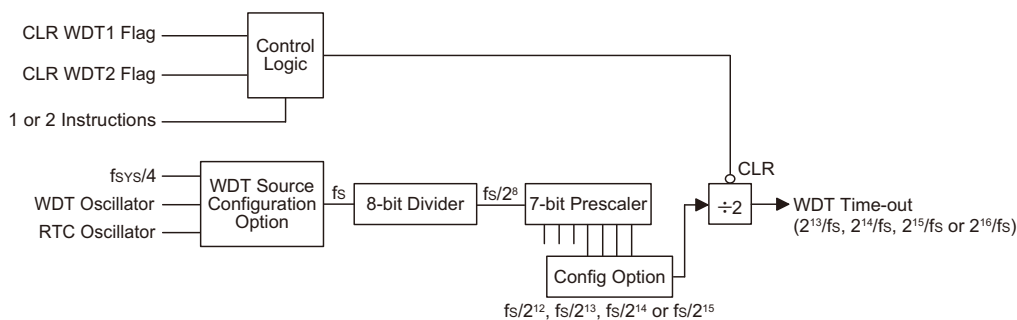 CLR WDT1 Flag
CLR WDT2 Flag
1 or 2 Instructions
Control
Logic
fSYS/4
WDT Oscillator
RTC Oscillator
WDT Source
Configuration
Option
fS
8-bit Divider
fS/2⁸
7-bit Prescaler
Config Option
fS/2¹², fS/2¹³, fS/2¹⁴ or fS/2¹⁵
CLR
÷2
WDT Time-out
(2¹³/fS, 2¹⁴/fS, 2¹⁵/fS or 2¹⁶/fS)